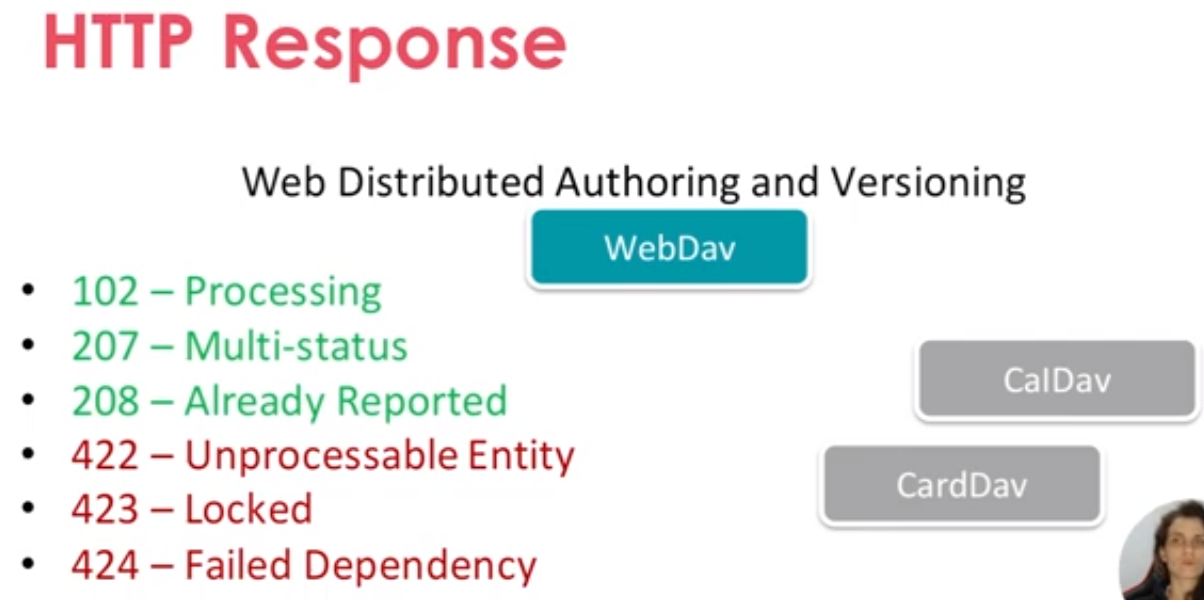 HTTP Response
Web Distributed Authoring and Versioning
WebDav
• 102 – Processing
• 207 – Multi-status
• 208 – Already Reported
CalDav
• 422 – Unprocessable Entity
CardDav
• 423 – Locked
• 424 – Failed Dependency